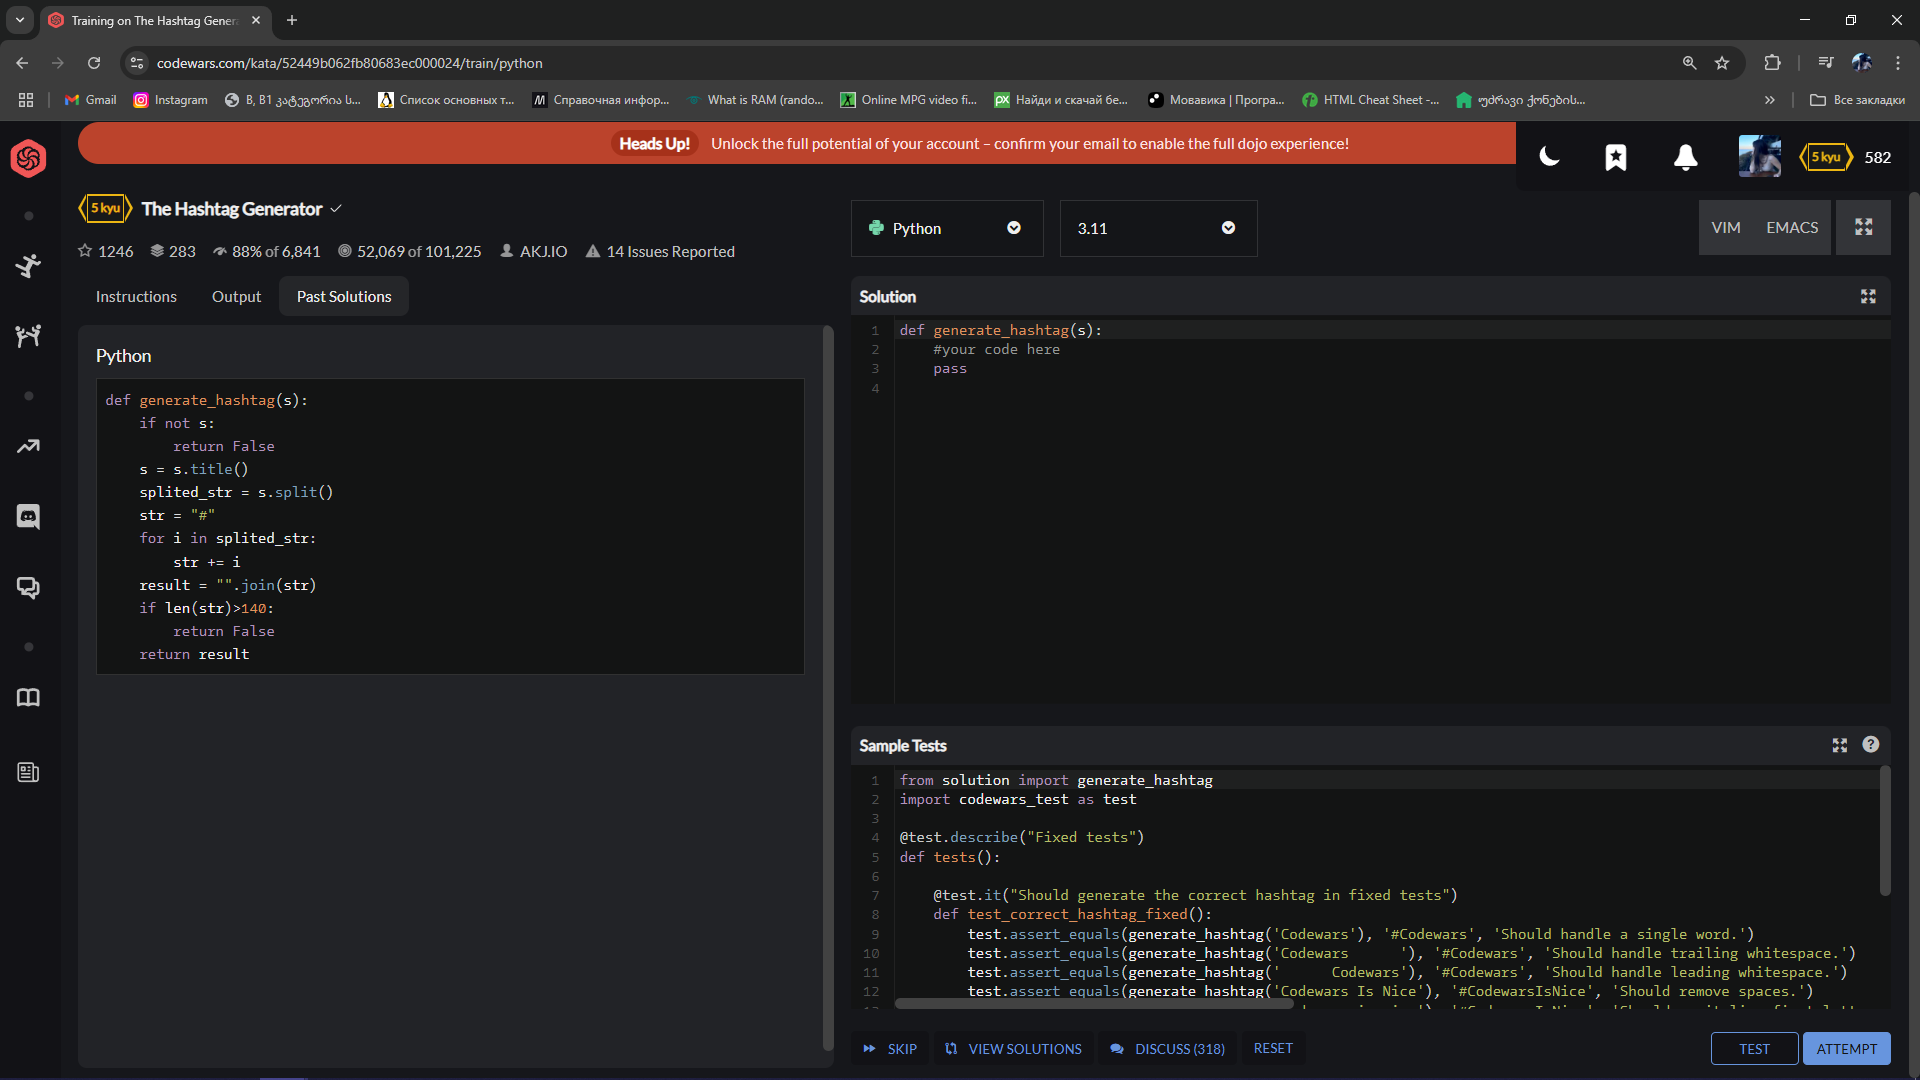 Training on The Hashtag Genera
codewars.com/kata/52449b062fb80683ec000024/train/python
Gmail
Instagram
B, B1 კატეგორია ს...
Список основных т...
Справочная инфор...
What is RAM (rando...
Online MPG video fi...
Найди и скачай бе...
Мовавика | Програ...
HTML Cheat Sheet -...
უძრავი ქონების...
Все закладки
Heads Up! Unlock the full potential of your account – confirm your email to enable the full dojo experience!
5 kyu 582
5 kyu The Hashtag Generator
1246 283 88% of 6,841 52,069 of 101,225 AKJ.IO 14 Issues Reported
Python 3.11 VIM EMACS
Instructions Output Past Solutions
Python
def generate_hashtag(s):
    if not s:
        return False
    s = s.title()
    splited_str = s.split()
    str = "#"
    for i in splited_str:
        str += i
    result = "".join(str)
    if len(str)>140:
        return False
    return result
Solution
1 def generate_hashtag(s):
2     #your code here
3     pass
4
Sample Tests
1 from solution import generate_hashtag
2 import codewars_test as test
3
4 @test.describe("Fixed tests")
5 def tests():
6
7     @test.it("Should generate the correct hashtag in fixed tests")
8     def test_correct_hashtag_fixed():
9         test.assert_equals(generate_hashtag('Codewars'), '#Codewars', 'Should handle a single word.')
10         test.assert_equals(generate_hashtag('Codewars      '), '#Codewars', 'Should handle trailing whitespace.')
11         test.assert_equals(generate_hashtag('      Codewars'), '#Codewars', 'Should handle leading whitespace.')
12         test.assert_equals(generate_hashtag('Codewars Is Nice'), '#CodewarsIsNice', 'Should remove spaces.')
SKIP VIEW SOLUTIONS DISCUSS (318) RESET TEST ATTEMPT